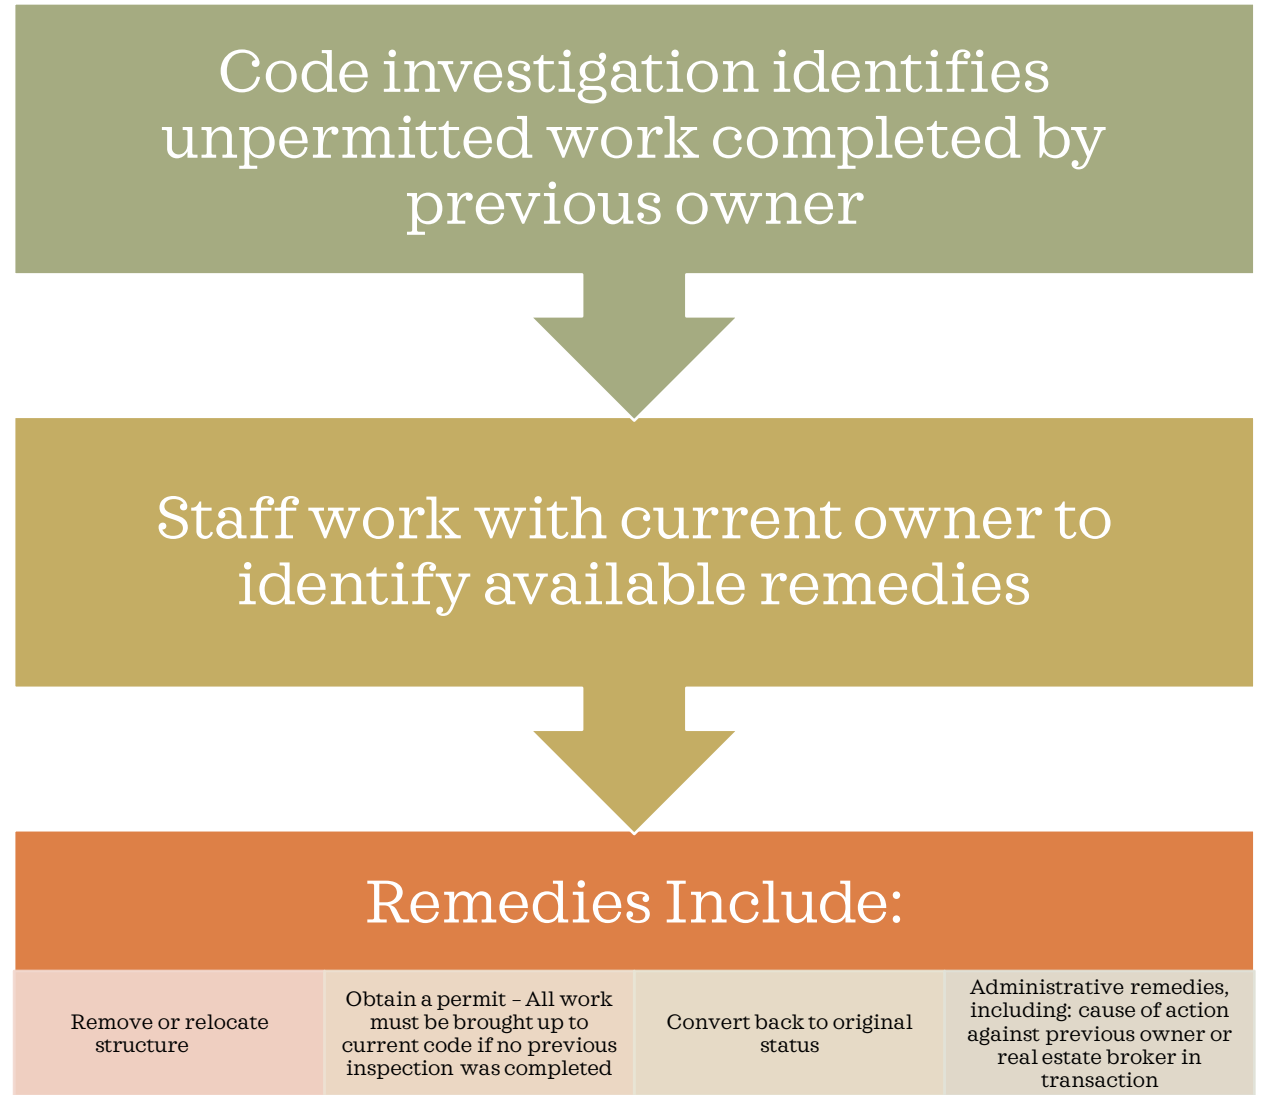 Code investigation identifies
unpermitted work completed by
previous owner
Staff work with current owner to
identify available remedies
Remedies Include:
Remove or relocate
structure
Obtain a permit – All work
must be brought up to
current code if no previous
inspection was completed
Convert back to original
status
Administrative remedies,
including: cause of action
against previous owner or
real estate broker in
transaction